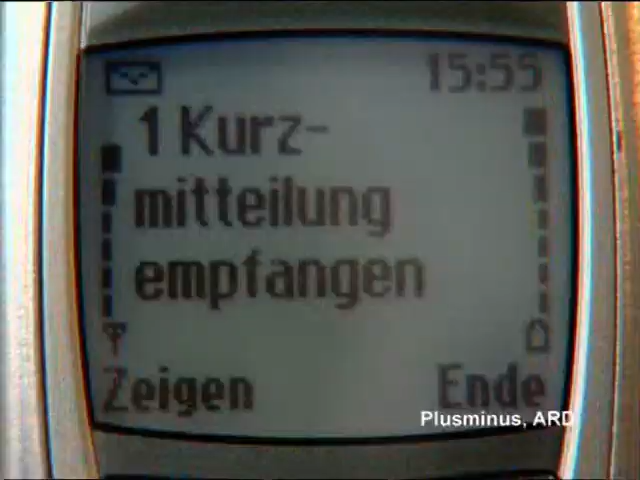 15:55
1 Kurz-
mitteilung
empfangen
Zeigen Ende
Plusminus, ARD